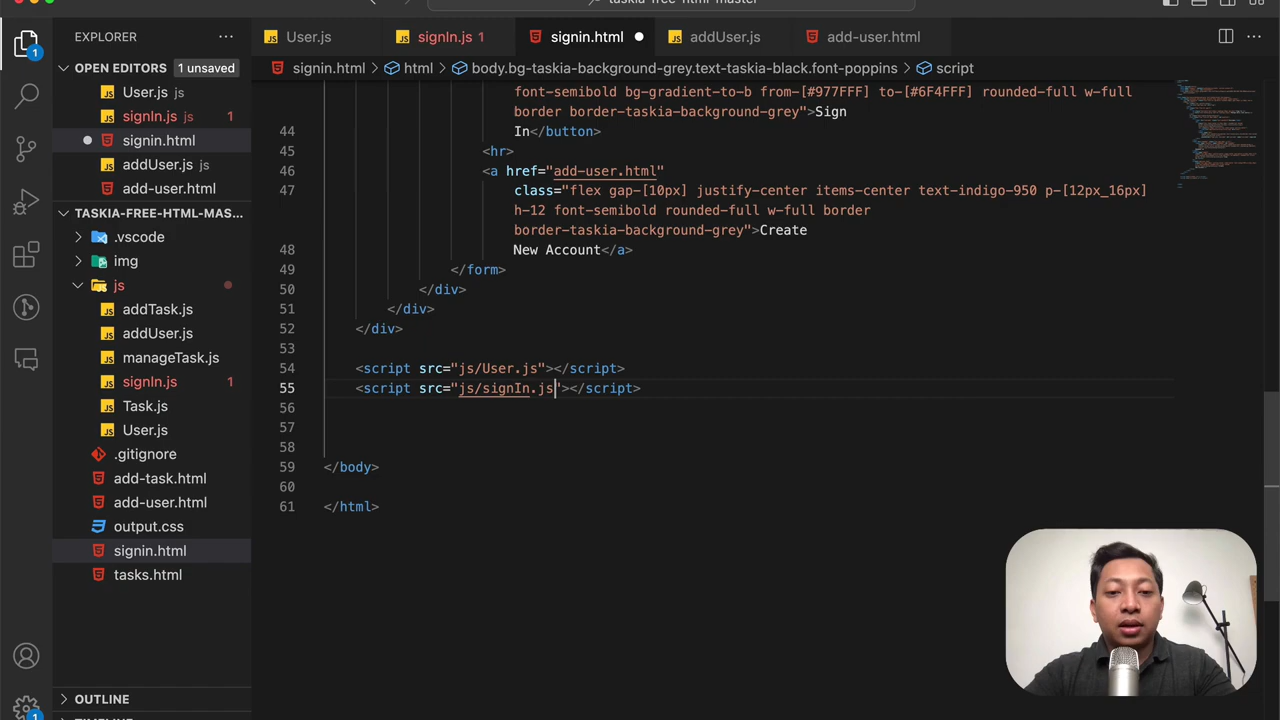 taskia-free-html-master
EXPLORER
User.js
signIn.js 1
signin.html
addUser.js
add-user.html
OPEN EDITORS 1 unsaved
signin.html > html > body.bg-taskia-background-grey.text-taskia-black.font-poppins > script
User.js js
signIn.js js 1
signin.html
addUser.js js
add-user.html
TASKIA-FREE-HTML-MAS...
.vscode
img
js
addTask.js
addUser.js
manageTask.js
signIn.js 1
Task.js
User.js
.gitignore
add-task.html
add-user.html
output.css
signin.html
tasks.html
OUTLINE
1
1
font-semibold bg-gradient-to-b from-[#977FFF] to-[#6F4FFF] rounded-full w-full
border border-taskia-background-grey">Sign
44 In</button>
45 <hr>
46 <a href="add-user.html"
47 class="flex gap-[10px] justify-center items-center text-indigo-950 p-[12px_16px]
h-12 font-semibold rounded-full w-full border
border-taskia-background-grey">Create
48 New Account</a>
49 </form>
50 </div>
51 </div>
52 </div>
53
54 <script src="js/User.js"></script>
55 <script src="js/signIn.js"></script>
56
57
58
59 </body>
60
61 </html>